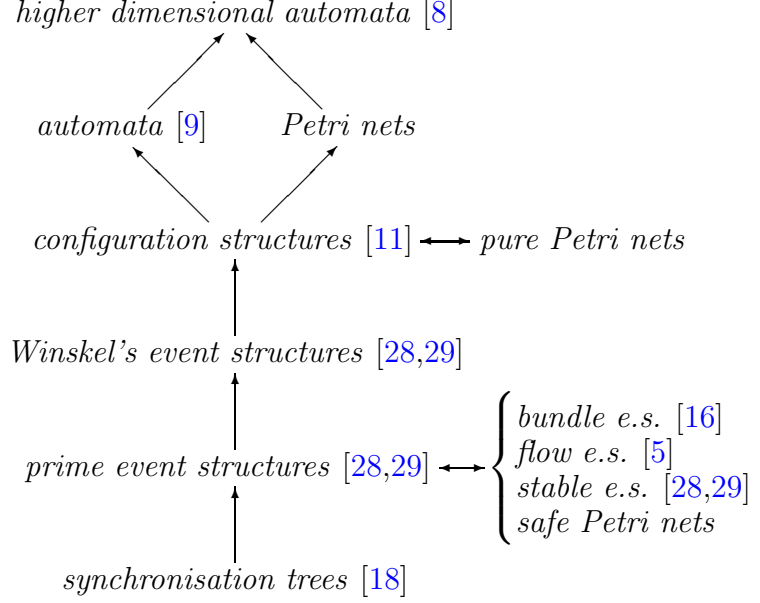 higher dimensional automata [8]
automata [9]
Petri nets
configuration structures [11]
pure Petri nets
Winskel's event structures [28,29]
prime event structures [28,29]
bundle e.s. [16]
flow e.s. [5]
stable e.s. [28,29]
safe Petri nets
synchronisation trees [18]